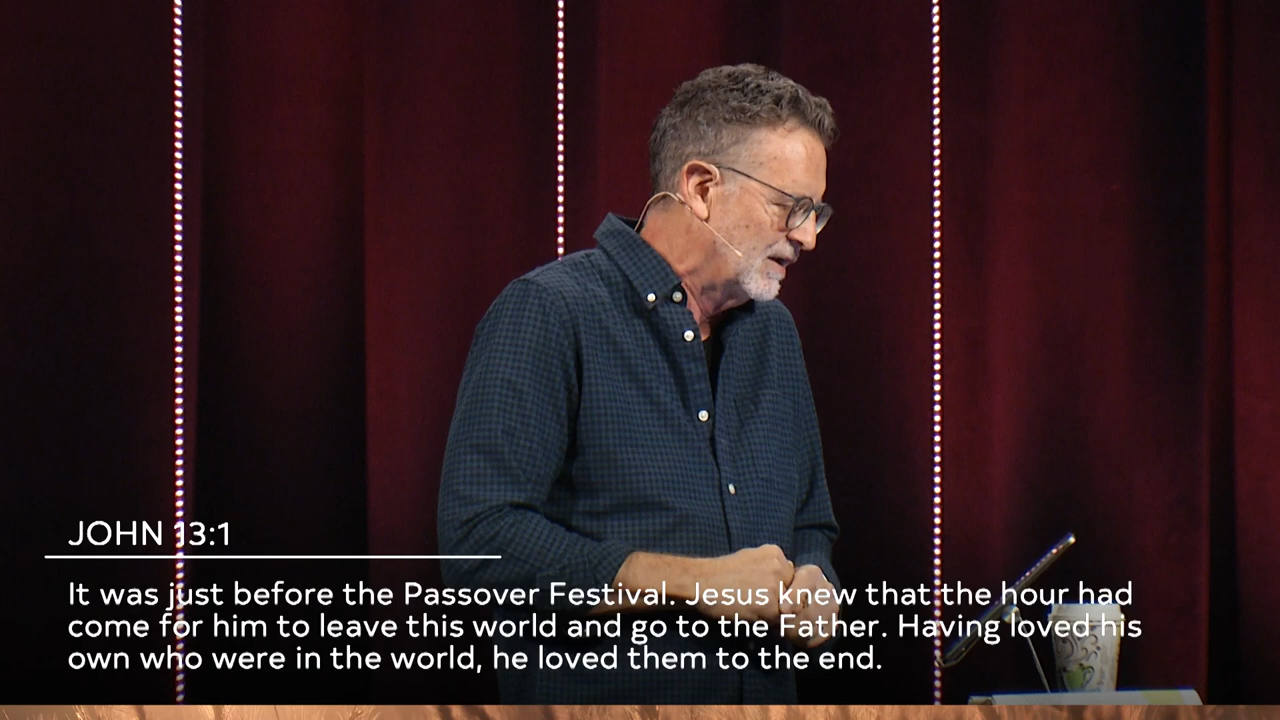 JOHN 13:1
It was just before the Passover Festival. Jesus knew that the hour had
come for him to leave this world and go to the Father. Having loved his
own who were in the world, he loved them to the end.